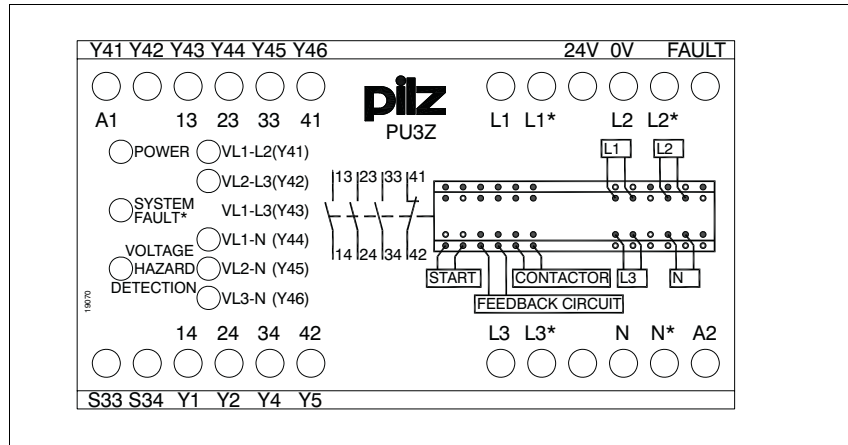 Y41 Y42 Y43 Y44 Y45 Y46 24V 0V FAULT
pilz
PU3Z
A1 13 23 33 41 L1 L1* L2 L2*
POWER VL1-L2(Y41)
L1 L2
VL2-L3(Y42)
13 23 33 41
SYSTEM
FAULT*
VL1-L3(Y43)
VOLTAGE
HAZARD
DETECTION
VL1-N (Y44)
VL2-N (Y45)
VL3-N (Y46)
14 24 34 42
START CONTACTOR L3 N
FEEDBACK CIRCUIT
19070
14 24 34 42 L3 L3* N N* A2
S33 S34 Y1 Y2 Y4 Y5